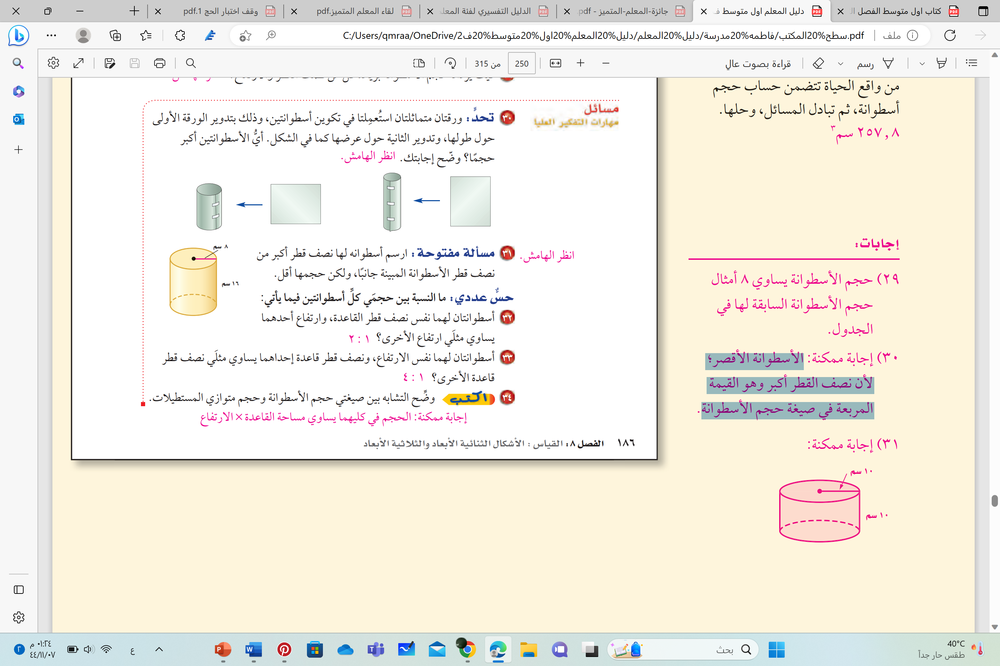 كتاب اول متوسط الفصل
دليل المعلم اول متوسط
جائزة-المعلم-المتميز - pdf.
الدليل التفسيري لفئة المعل
لقاء المعلم المتميز.pdf
وقف اختبار الحج 1.pdf
ملف
C:/Users/qmraa/OneDrive/سطح%20المكتب/فاطمه%20مدرسة/دليل%20المعلم/دليل%20المعلم%20اول%20متوسط%20ف2.pdf
رسم
قراءة بصوت عالٍ
250
من 315
من واقع الحياة تتضمن حساب حجم
أسطوانة، ثم تبادل المسائل، وحلها.
٢٥٧,٨ سم٣
مسائل
مهارات التفكير العليا
٣٠ تحدٍّ: ورقتان متماثلتان استُعمِلتا في تكوين أسطوانتين، وذلك بتدوير الورقة الأولى
حول طولها، وتدوير الثانية حول عرضها كما في الشكل. أيُّ الأسطوانتين أكبر
حجمًا؟ وضّح إجابتك. انظر الهامش.
انظر الهامش.
٣١ مسألة مفتوحة: ارسم أسطوانه لها نصف قطر أكبر من
نصف قطر الأسطوانة المبينة جانبًا، ولكن حجمها أقل.
٨ سم
١٦ سم
حسٌّ عددي: ما النسبة بين حجمَي كلِّ أسطوانتين فيما يأتي:
٣٢ أسطوانتان لهما نفس نصف قطر القاعدة، وارتفاع أحدهما
يساوي مثلَي ارتفاع الأخرى؟ ١ : ٢
٣٣ أسطوانتان لهما نفس الارتفاع، ونصف قطر قاعدة إحداهما يساوي مثلَي نصف قطر
قاعدة الأخرى؟ ١ : ٤
٣٤ اكتب وضِّح التشابه بين صيغتي حجم الأسطوانة وحجم متوازي المستطيلات.
إجابة ممكنة: الحجم في كليهما يساوي مساحة القاعدة × الارتفاع
١٨٦ الفصل ٨: القياس : الأشكال الثنائية الأبعاد والثلاثية الأبعاد
إجابات:
٢٩) حجم الأسطوانة يساوي ٨ أمثال
حجم الأسطوانة السابقة لها في
الجدول.
٣٠) إجابة ممكنة: الأسطوانة الأقصر؛
لأن نصف القطر أكبر وهو القيمة
المربعة في صيغة حجم الأسطوانة.
٣١) إجابة ممكنة:
١٠ سم
١٠ سم
40°C
طقس حار جداً
بحث
ع
٠١:٢٤ م
٤٤/١١/٠٧
٢